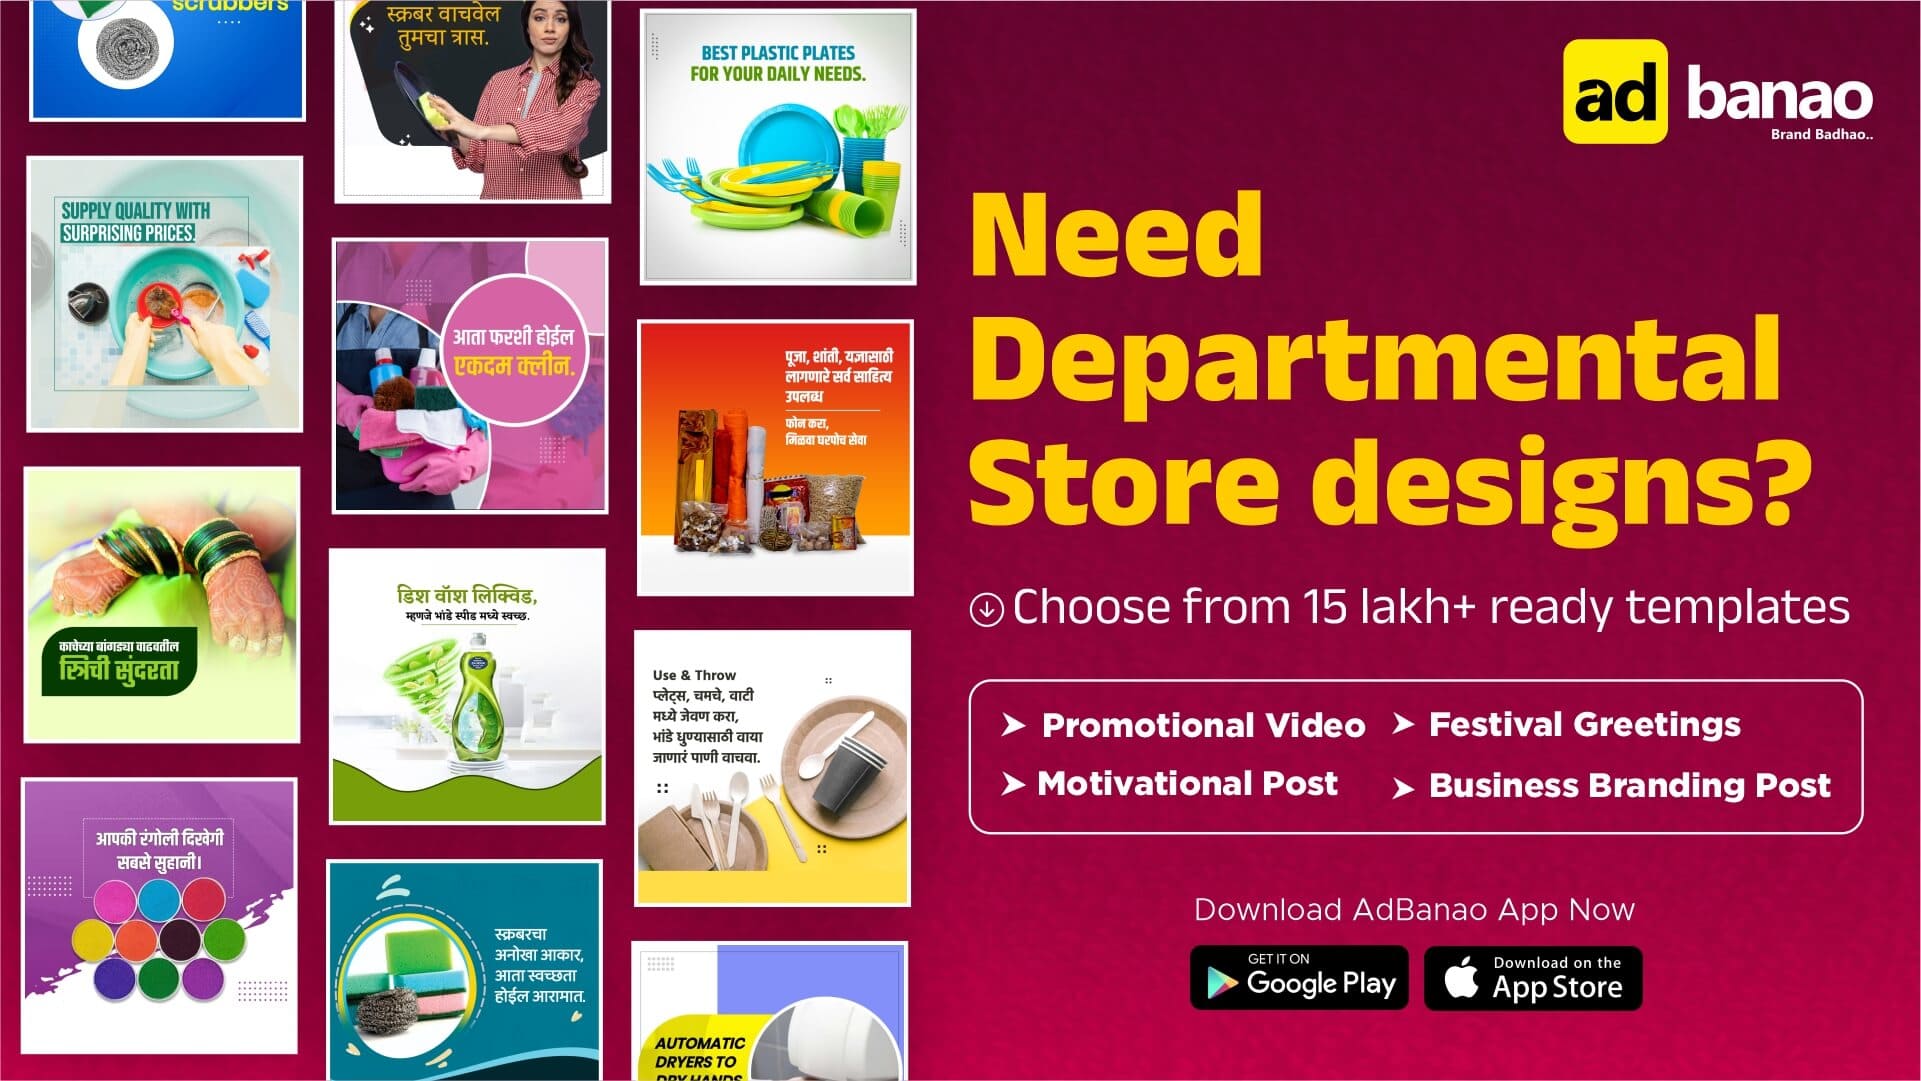 scrubbers
SUPPLY QUALITY WITH
SURPRISING PRICES.
काचेच्या बांगड्या वाढवतील
स्त्रिची सुंदरता
आपकी रंगोली दिखेगी
सबसे सुहानी।
स्क्रबर वाचवेल
तुमचा त्रास.
आता फरशी होईल
एकदम क्लीन.
डिश वॉश लिक्विड,
म्हणजे भांडे स्पीड मध्ये स्वच्छ.
स्क्रबरचा
अनोखा आकार,
आता स्वच्छता
होईल आरामात.
BEST PLASTIC PLATES
FOR YOUR DAILY NEEDS.
पूजा, शांती, यज्ञासाठी
लागणारे सर्व साहित्य
उपलब्ध
फोन करा,
मिळवा घरपोच सेवा
Use & Throw
प्लेट्स, चमचे, वाटी
मध्ये जेवण करा,
भांडे धुण्यासाठी वाया
जाणारं पाणी वाचवा.
AUTOMATIC
DRYERS TO
DRY HANDS
ad banao
Brand Badhao..
Need
Departmental
Store designs?
Choose from 15 lakh+ ready templates
Promotional Video
Festival Greetings
Motivational Post
Business Branding Post
Download AdBanao App Now
GET IT ON
Google Play
Download on the
App Store